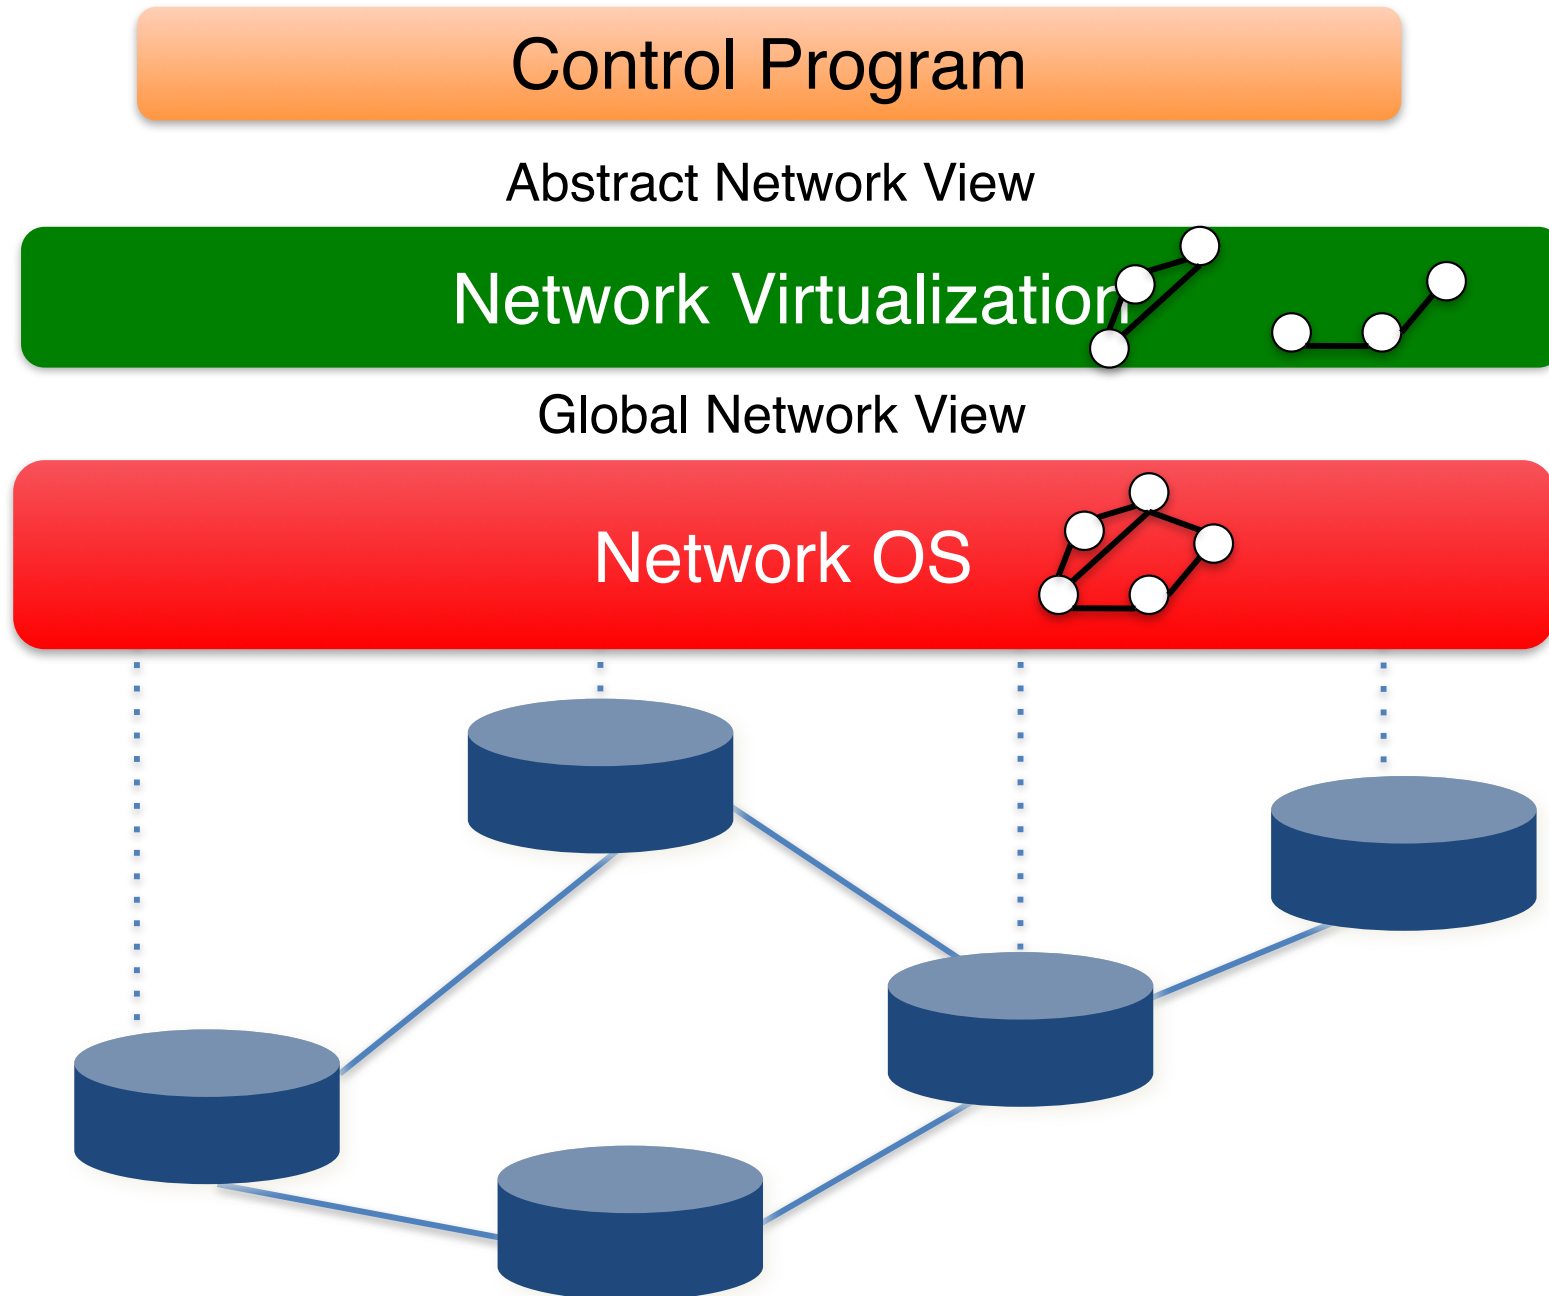 Control Program
Abstract Network View
Network Virtualization
Global Network View
Network OS